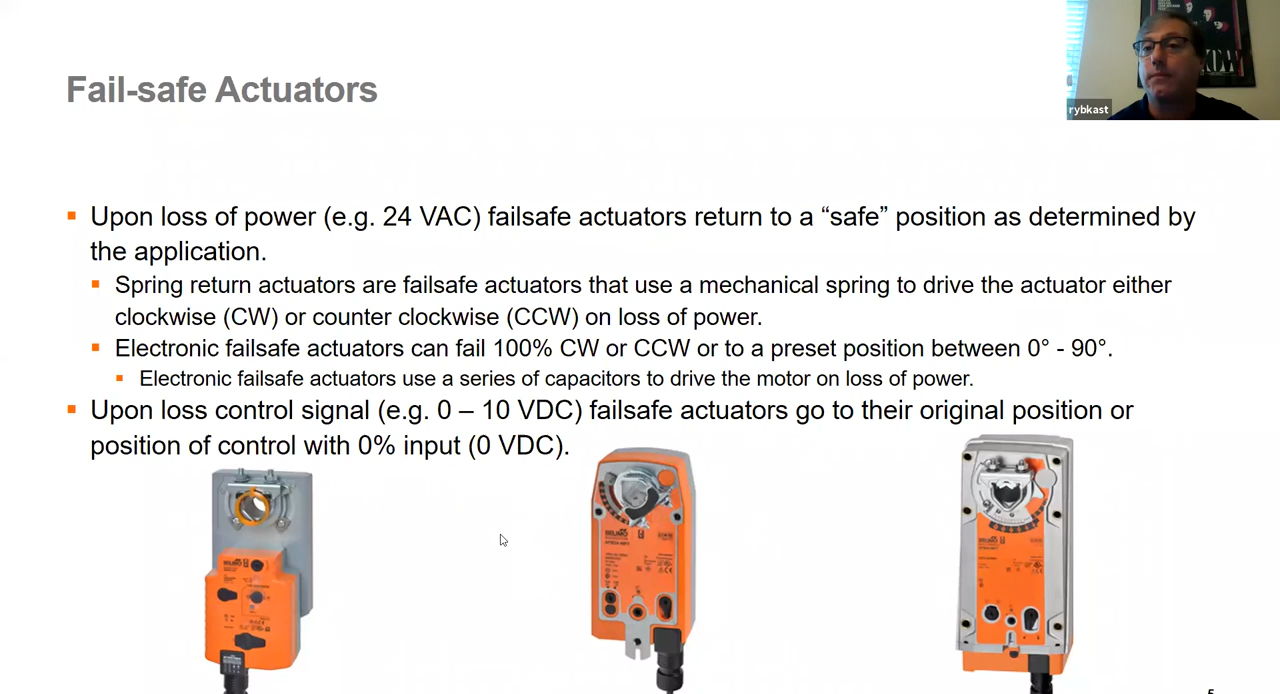 Fail-safe Actuators
rybkast
Upon loss of power (e.g. 24 VAC) failsafe actuators return to a “safe” position as determined by
the application.
Spring return actuators are failsafe actuators that use a mechanical spring to drive the actuator either
clockwise (CW) or counter clockwise (CCW) on loss of power.
Electronic failsafe actuators can fail 100% CW or CCW or to a preset position between 0° - 90°.
Electronic failsafe actuators use a series of capacitors to drive the motor on loss of power.
Upon loss control signal (e.g. 0 – 10 VDC) failsafe actuators go to their original position or
position of control with 0% input (0 VDC).
BELIMO
BELIMO
BELIMO